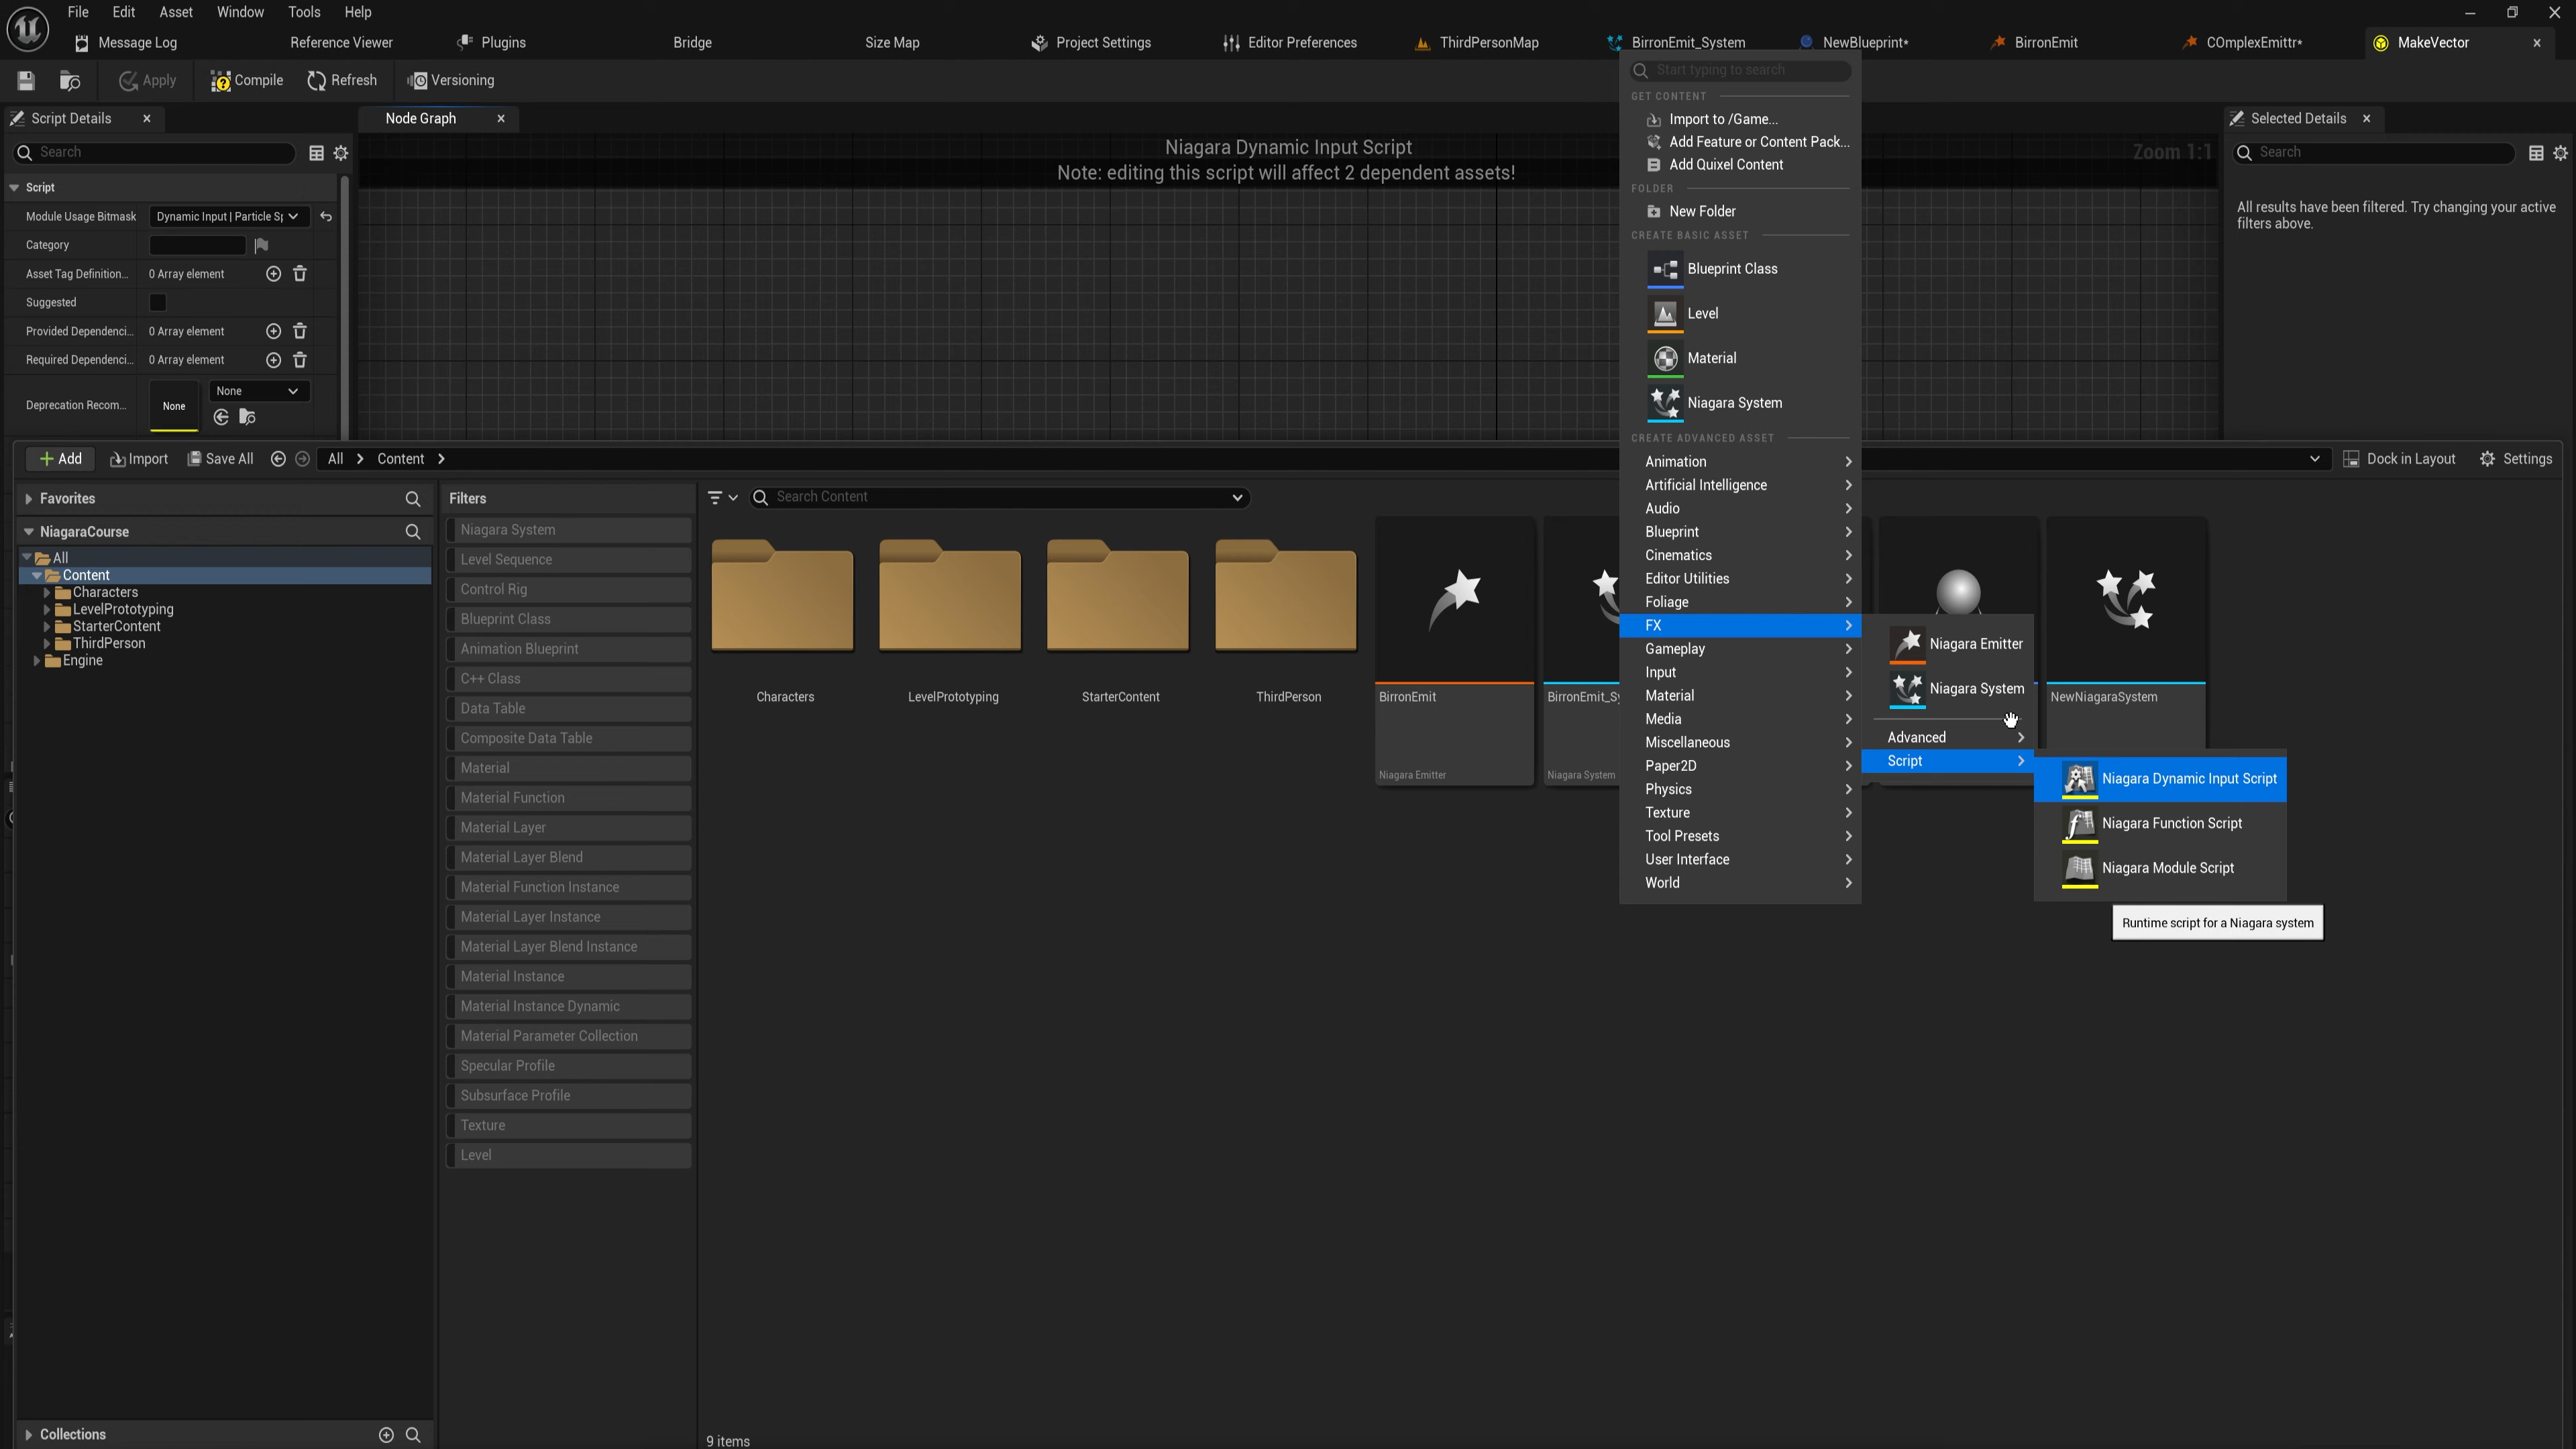 File Edit Asset Window Tools Help
Message Log Reference Viewer Plugins Bridge Size Map Project Settings Editor Preferences ThirdPersonMap BirronEmit_System NewBlueprint* BirronEmit COmplexEmittr* MakeVector
Apply Compile Refresh Versioning
Script Details
Search
Script
Module Usage Bitmask Dynamic Input | Particle Sp
Category
Asset Tag Definition... 0 Array element
Suggested
Provided Dependenci... 0 Array element
Required Dependenci... 0 Array element
Deprecation Recom... None None
Node Graph
Niagara Dynamic Input Script
Note: editing this script will affect 2 dependent assets!
Zoom 1:1
Selected Details
Search
All results have been filtered. Try changing your active
filters above.
Start typing to search
GET CONTENT
Import to /Game...
Add Feature or Content Pack...
Add Quixel Content
FOLDER
New Folder
CREATE BASIC ASSET
Blueprint Class
Level
Material
Niagara System
CREATE ADVANCED ASSET
Animation
Artificial Intelligence
Audio
Blueprint
Cinematics
Editor Utilities
Foliage
FX
Gameplay
Input
Material
Media
Miscellaneous
Paper2D
Physics
Texture
Tool Presets
User Interface
World
Niagara Emitter
Niagara System
Advanced
Script
Niagara Dynamic Input Script
Niagara Function Script
Niagara Module Script
Runtime script for a Niagara system
Add Import Save All All Content Dock in Layout Settings
Favorites
NiagaraCourse
All
Content
Characters
LevelPrototyping
StarterContent
ThirdPerson
Engine
Collections
Filters
Niagara System
Level Sequence
Control Rig
Blueprint Class
Animation Blueprint
C++ Class
Data Table
Composite Data Table
Material
Material Function
Material Layer
Material Layer Blend
Material Function Instance
Material Layer Instance
Material Layer Blend Instance
Material Instance
Material Instance Dynamic
Material Parameter Collection
Specular Profile
Subsurface Profile
Texture
Level
Search Content
Characters LevelPrototyping StarterContent ThirdPerson BirronEmit BirronEmit_Sy NewNiagaraSystem
Niagara Emitter Niagara System
9 items